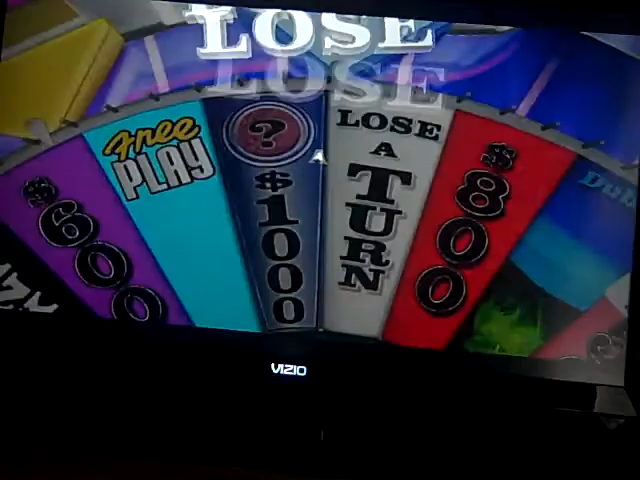 LOSE
LOSE
$600
Free
PLAY
?
$1000
LOSE
A
TURN
$800
VIZIO